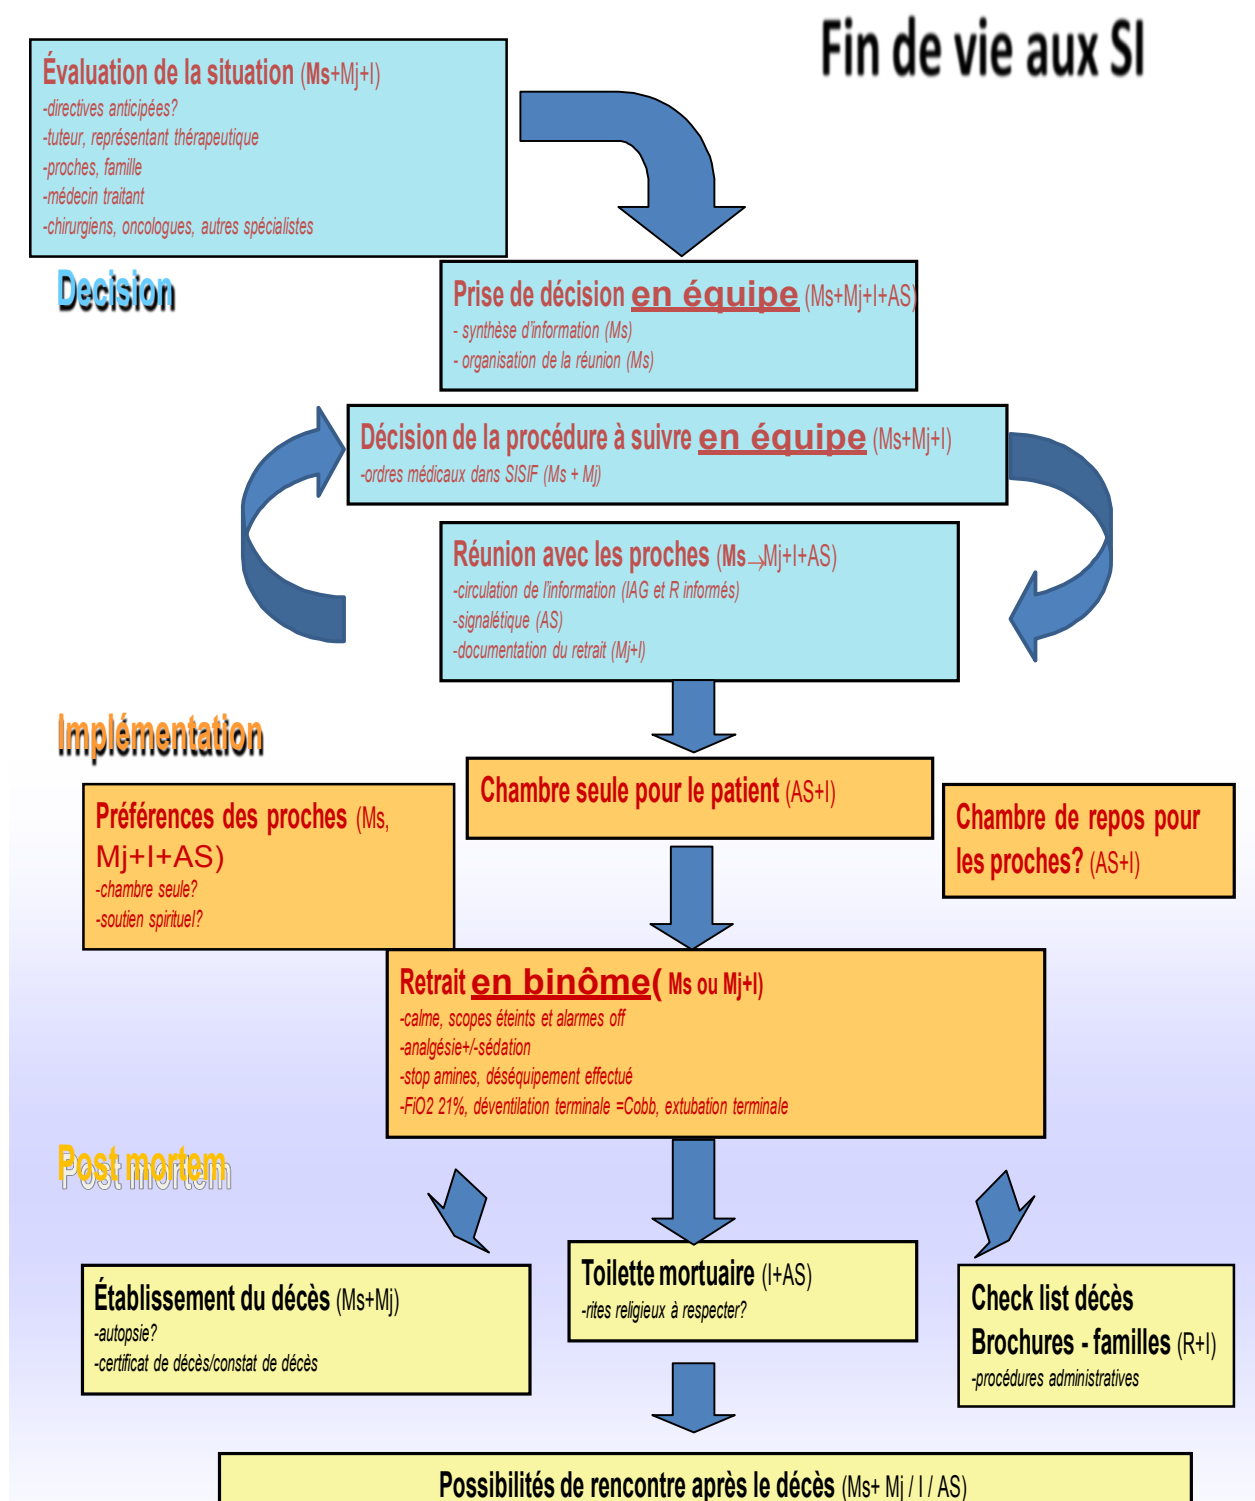 Fin de vie aux SI
Évaluation de la situation (Ms+Mj+I)
-directives anticipées?
-tuteur, représentant thérapeutique
-proches, famille
-médecin traitant
-chirurgiens, oncologues, autres spécialistes
Decision
Prise de décision en équipe (Ms+Mj+I+AS)
- synthèse d'information (Ms)
- organisation de la réunion (Ms)
Décision de la procédure à suivre en équipe (Ms+Mj+I)
-ordres médicaux dans SISIF (Ms + Mj)
Réunion avec les proches (Ms→Mj+I+AS)
-circulation de l'information (IAG et R informés)
-signalétique (AS)
-documentation du retrait (Mj+I)
Implémentation
Préférences des proches (Ms,
Mj+I+AS)
-chambre seule?
-soutien spirituel?
Chambre seule pour le patient (AS+I)
Chambre de repos pour
les proches? (AS+I)
Retrait en binôme( Ms ou Mj+I)
-calme, scopes éteints et alarmes off
-analgésie+/-sédation
-stop amines, déséquipement effectué
-FiO2 21%, déventilation terminale =Cobb, extubation terminale
Post mortem
Établissement du décès (Ms+Mj)
-autopsie?
-certificat de décès/constat de décès
Toilette mortuaire (I+AS)
-rites religieux à respecter?
Check list décès
Brochures - familles (R+I)
-procédures administratives
Possibilités de rencontre après le décès (Ms+ Mj / I / AS)